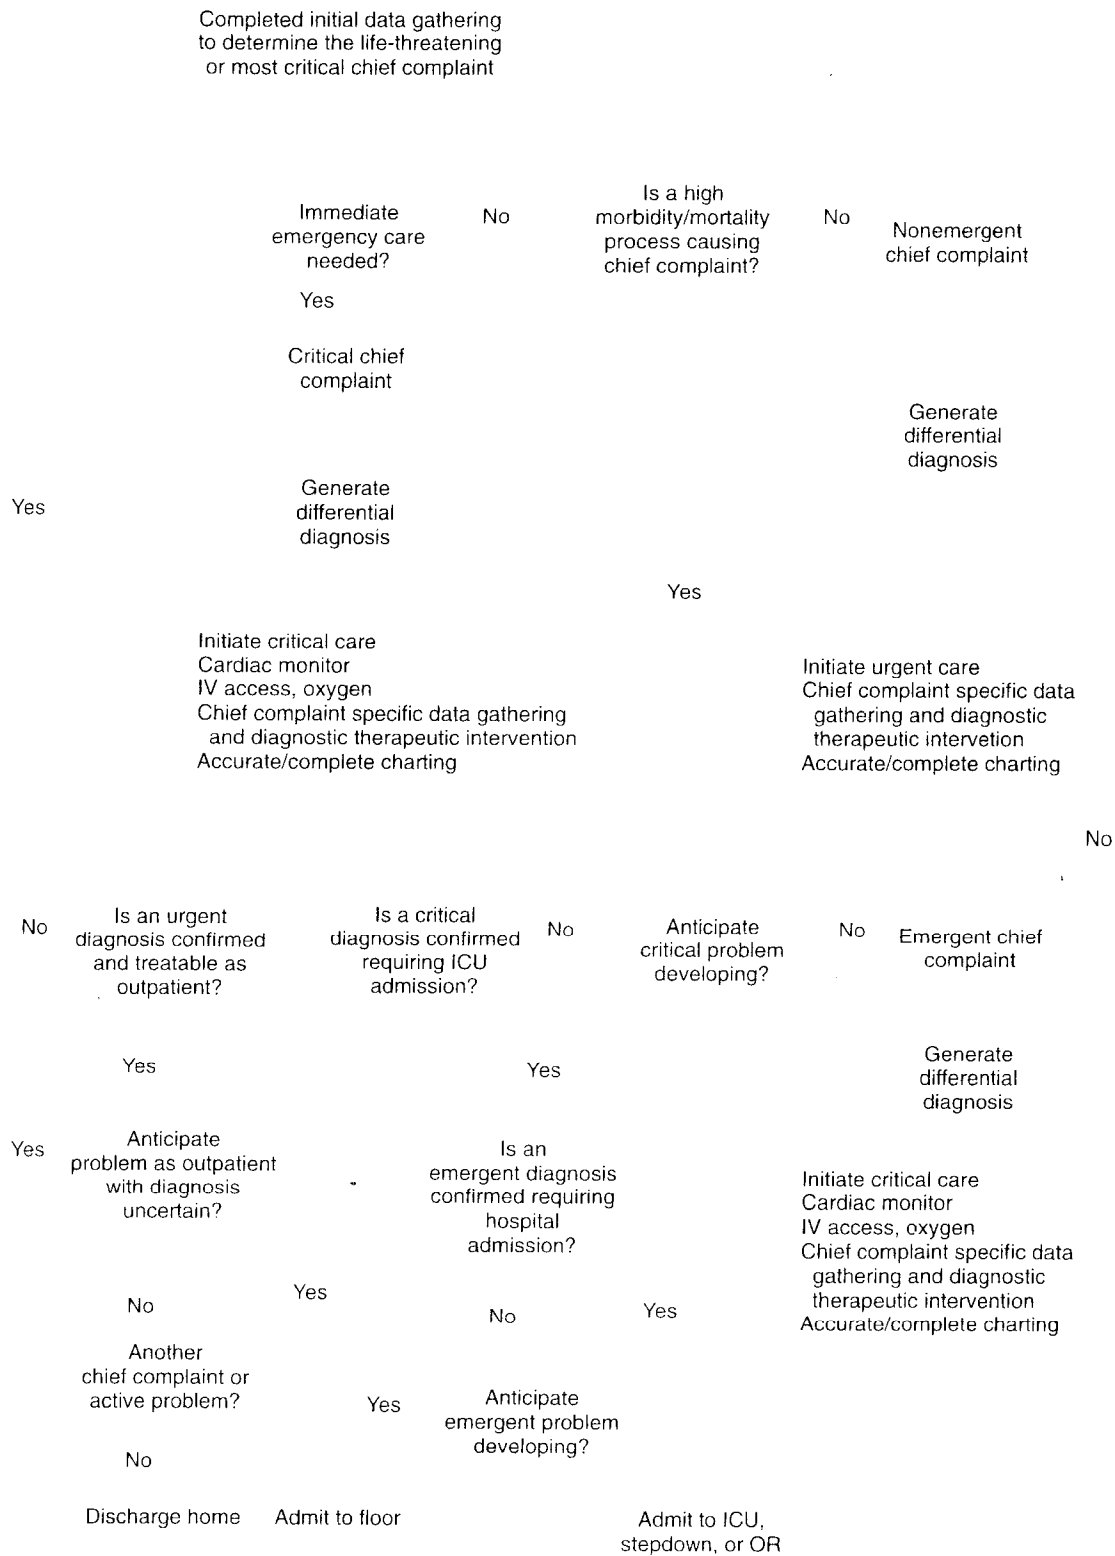 Completed initial data gathering
to determine the life-threatening
or most critical chief complaint
Immediate
emergency care
needed?
No
Is a high
morbidity/mortality
process causing
chief complaint?
No
Nonemergent
chief complaint
Yes
Critical chief
complaint
Generate
differential
diagnosis
Yes
Generate
differential
diagnosis
Yes
Initiate critical care
Cardiac monitor
IV access, oxygen
Chief complaint specific data gathering
and diagnostic therapeutic intervention
Accurate/complete charting
Initiate urgent care
Chief complaint specific data
gathering and diagnostic
therapeutic intervetion
Accurate/complete charting
No
No
Is an urgent
diagnosis confirmed
and treatable as
outpatient?
Is a critical
diagnosis confirmed
requiring ICU
admission?
No
Anticipate
critical problem
developing?
No
Emergent chief
complaint
Yes
Yes
Generate
differential
diagnosis
Yes
Anticipate
problem as outpatient
with diagnosis
uncertain?
Is an
emergent diagnosis
confirmed requiring
hospital
admission?
Initiate critical care
Cardiac monitor
IV access, oxygen
Chief complaint specific data
gathering and diagnostic
therapeutic intervention
Accurate/complete charting
No
Yes
No
Yes
Another
chief complaint or
active problem?
Yes
Anticipate
emergent problem
developing?
No
Discharge home
Admit to floor
Admit to ICU,
stepdown, or OR